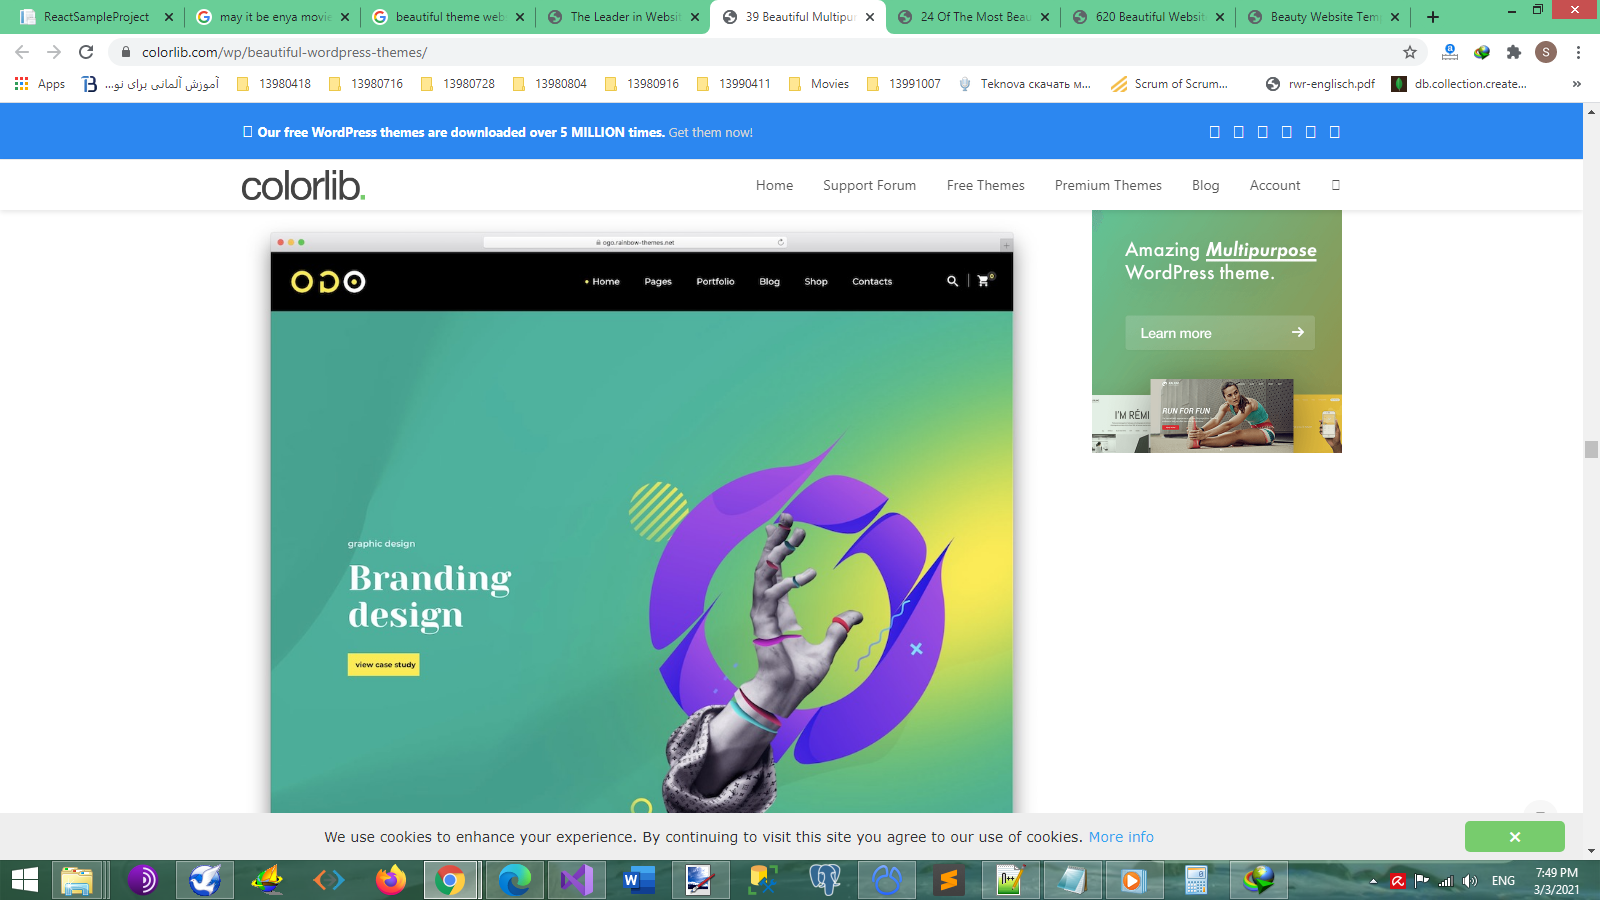 ReactSampleProject
may it be enya movie
beautiful theme web
The Leader in Websit
39 Beautiful Multipur
24 Of The Most Beau
620 Beautiful Websit
Beauty Website Temp
colorlib.com/wp/beautiful-wordpress-themes/
S
Apps
آموزش آلمانی برای نو...
13980418
13980716
13980728
13980804
13980916
13990411
Movies
13991007
Teknova скачать м...
Scrum of Scrum...
rwr-englisch.pdf
db.collection.create...
»
Our free WordPress themes are downloaded over 5 MILLION times. Get them now!
colorlib.
Home
Support Forum
Free Themes
Premium Themes
Blog
Account
ogo.rainbow-themes.net
Home
Pages
Portfolio
Blog
Shop
Contacts
0
graphic design
Branding
design
view case study
Amazing Multipurpose
WordPress theme.
Learn more
I'M RÉMI
RUN FOR FUN
We use cookies to enhance your experience. By continuing to visit this site you agree to our use of cookies. More info
ENG
7:49 PM
3/3/2021